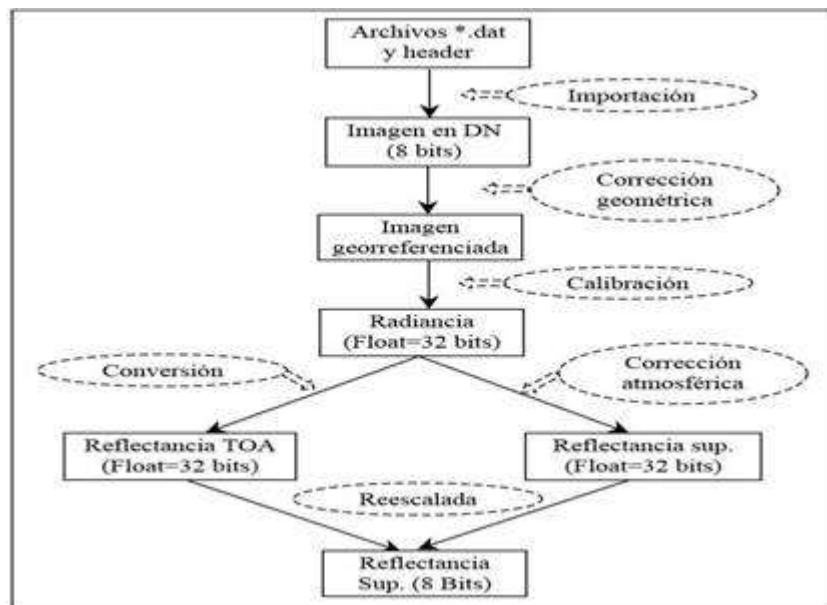 Archivos *.dat
y header
Importación
Imagen en DN
(8 bits)
Corrección
geométrica
Imagen
georreferenciada
Calibración
Radiancia
(Float=32 bits)
Conversión
Corrección
atmosférica
Reflectancia TOA
(Float=32 bits)
Reflectancia sup.
(Float=32 bits)
Reescalada
Reflectancia
Sup. (8 Bits)